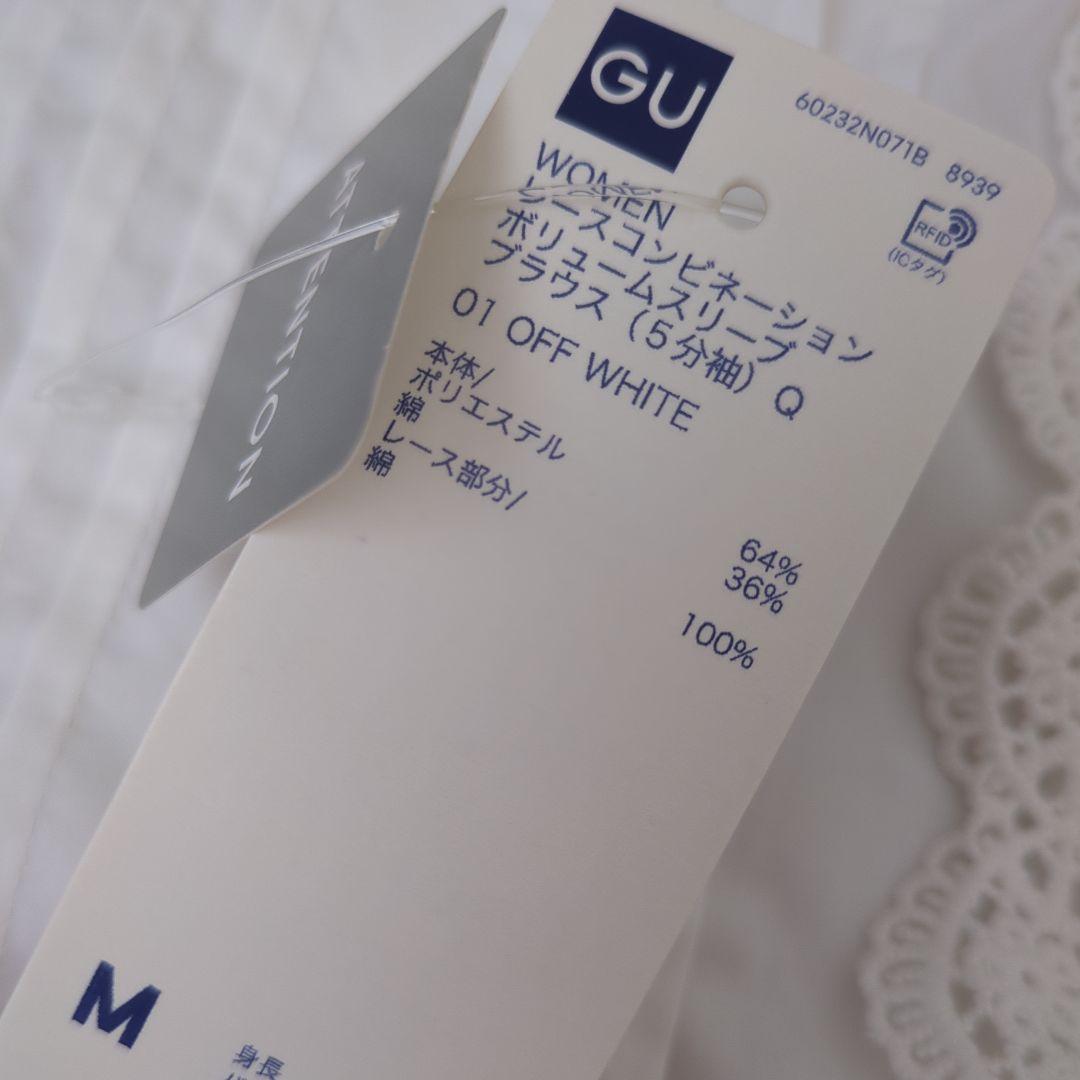 GU
60232N071B 8939
RFID
(ICタグ)
WOMEN
レースコンビネーション
ボリュームスリーブ
ブラウス(5分袖) Q
01 OFF WHITE
本体/
ポリエステル 64%
綿 36%
レース部分/
綿 100%
ATTENTION
M
身長